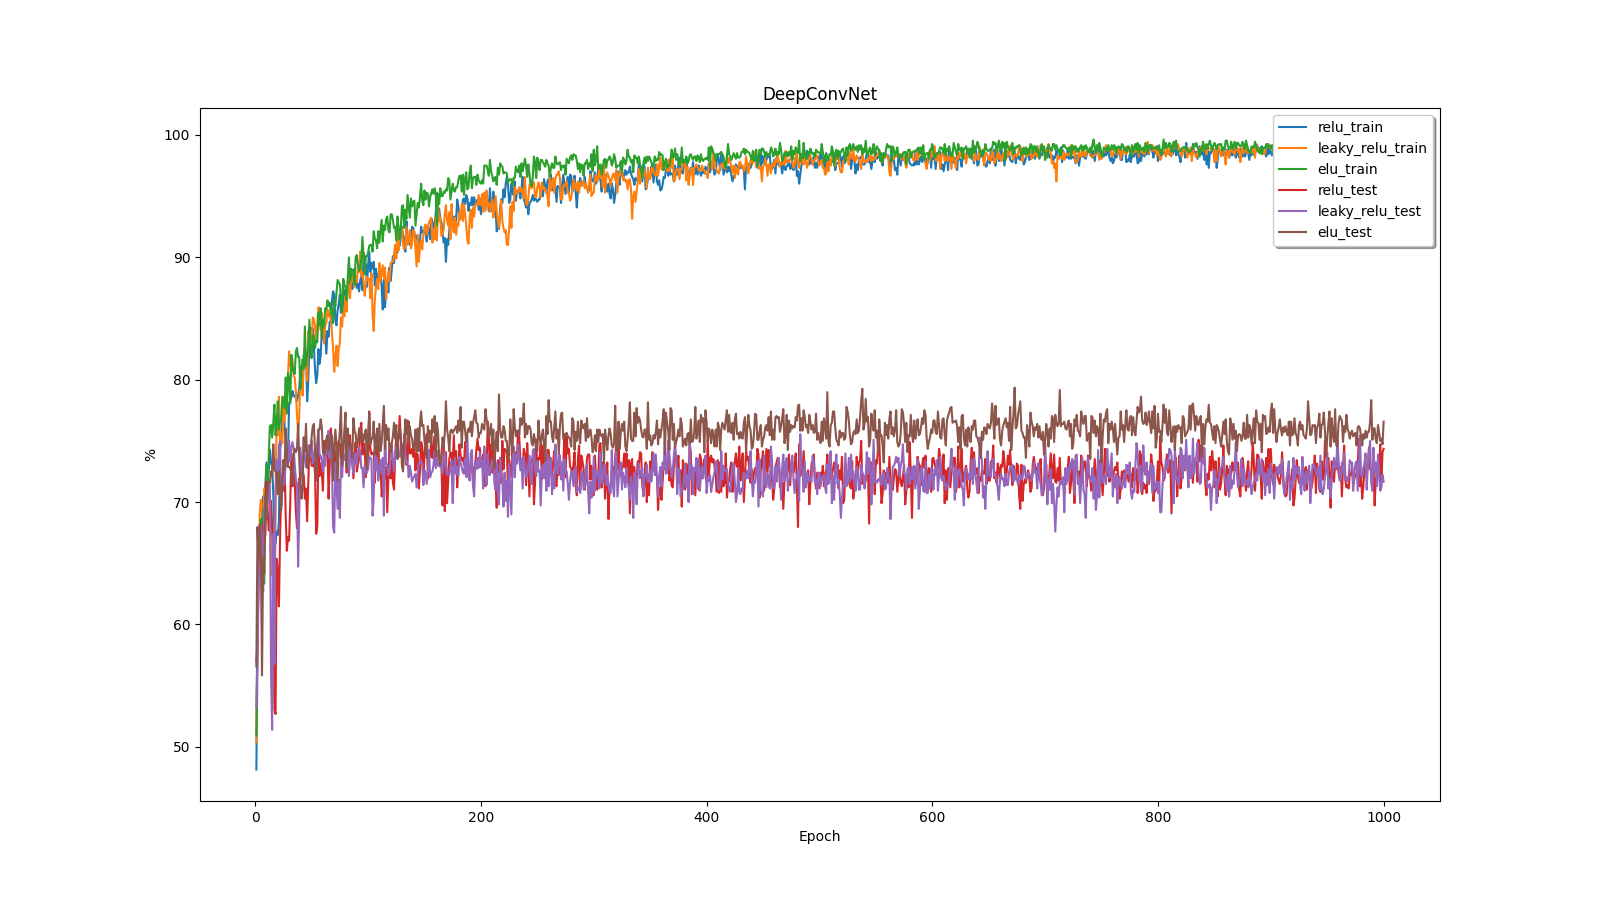 DeepConvNet
100
90
80
70
60
50
%
0
200
400
600
800
1000
Epoch
relu_train
leaky_relu_train
elu_train
relu_test
leaky_relu_test
elu_test